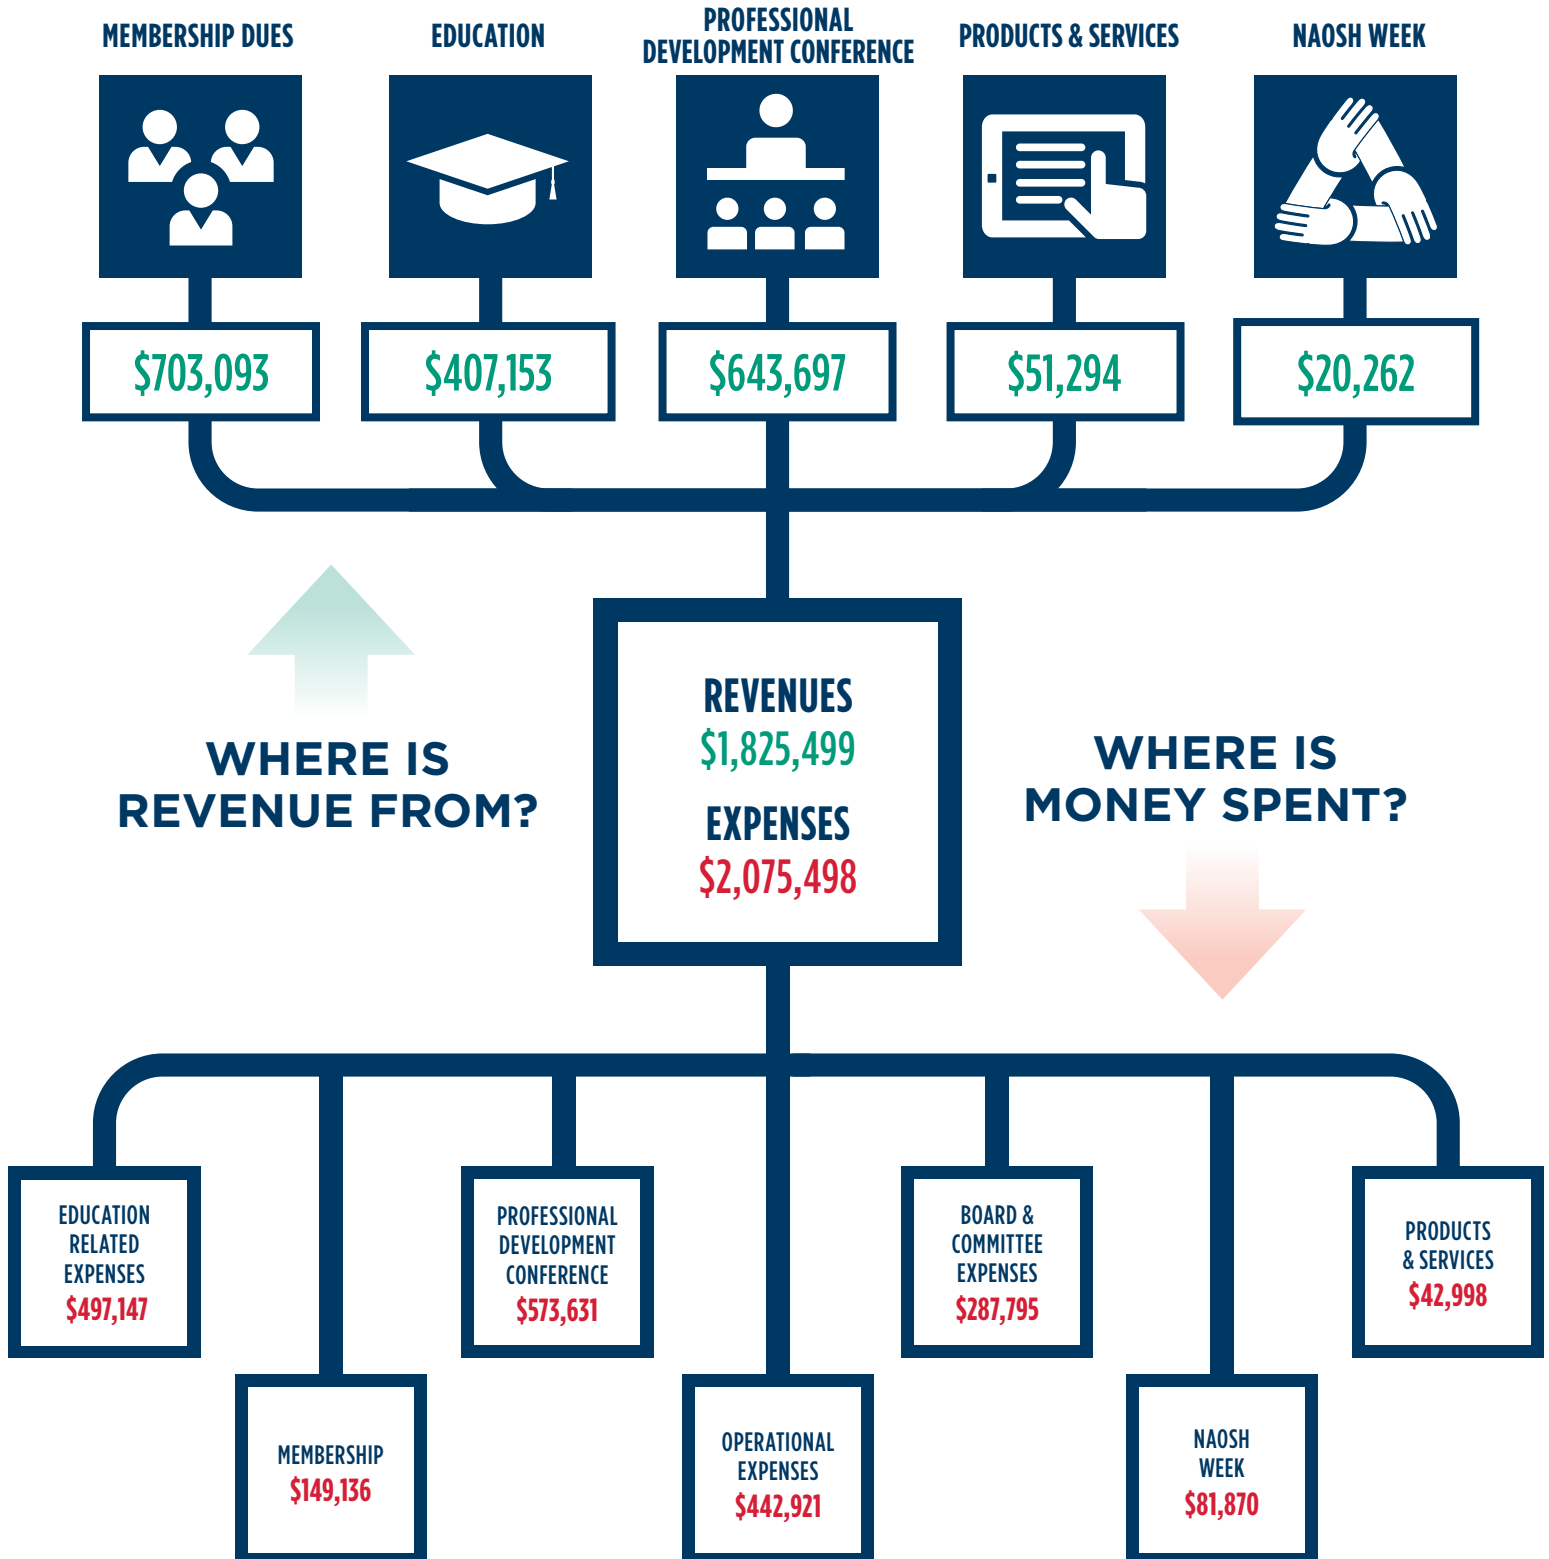 MEMBERSHIP DUES
$703,093
EDUCATION
$407,153
PROFESSIONAL
DEVELOPMENT CONFERENCE
$643,697
PRODUCTS & SERVICES
$51,294
NAOSH WEEK
$20,262
WHERE IS
REVENUE FROM?
REVENUES
$1,825,499
EXPENSES
$2,075,498
WHERE IS
MONEY SPENT?
EDUCATION
RELATED
EXPENSES
$497,147
MEMBERSHIP
$149,136
PROFESSIONAL
DEVELOPMENT
CONFERENCE
$573,631
OPERATIONAL
EXPENSES
$442,921
BOARD &
COMMITTEE
EXPENSES
$287,795
NAOSH
WEEK
$81,870
PRODUCTS
& SERVICES
$42,998